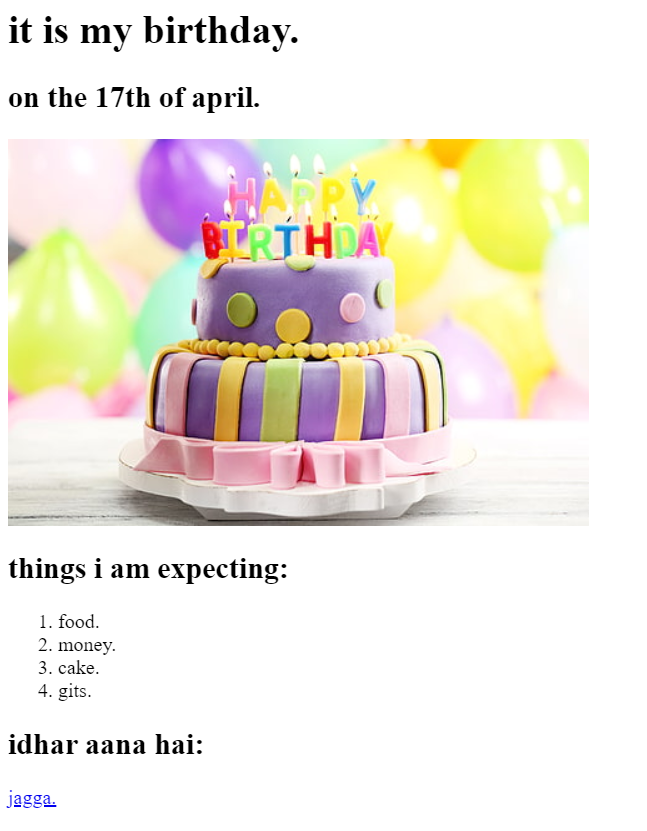 it is my birthday.
on the 17th of april.
HAPPY
BIRTHDAY
things i am expecting:
1. food.
2. money.
3. cake.
4. gits.
idhar aana hai:
jagga.